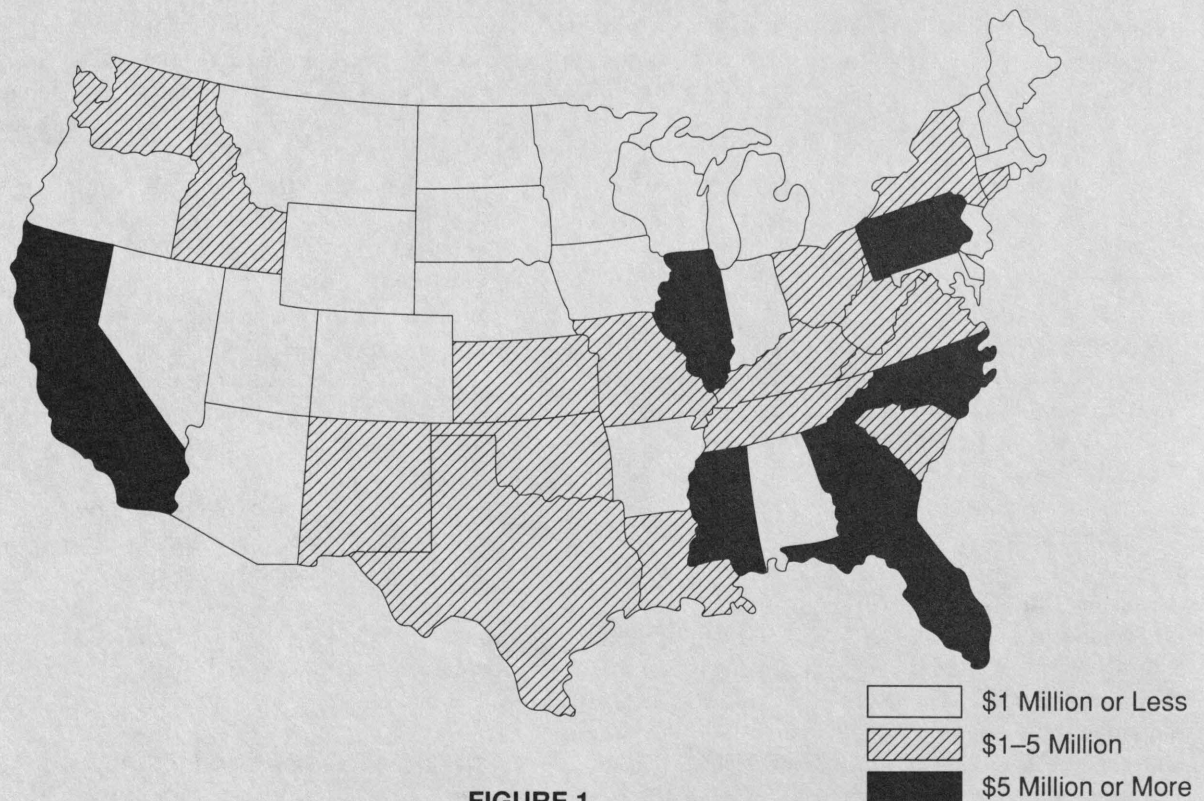 $1 Million or Less
$1–5 Million
$5 Million or More
FIGURE 1